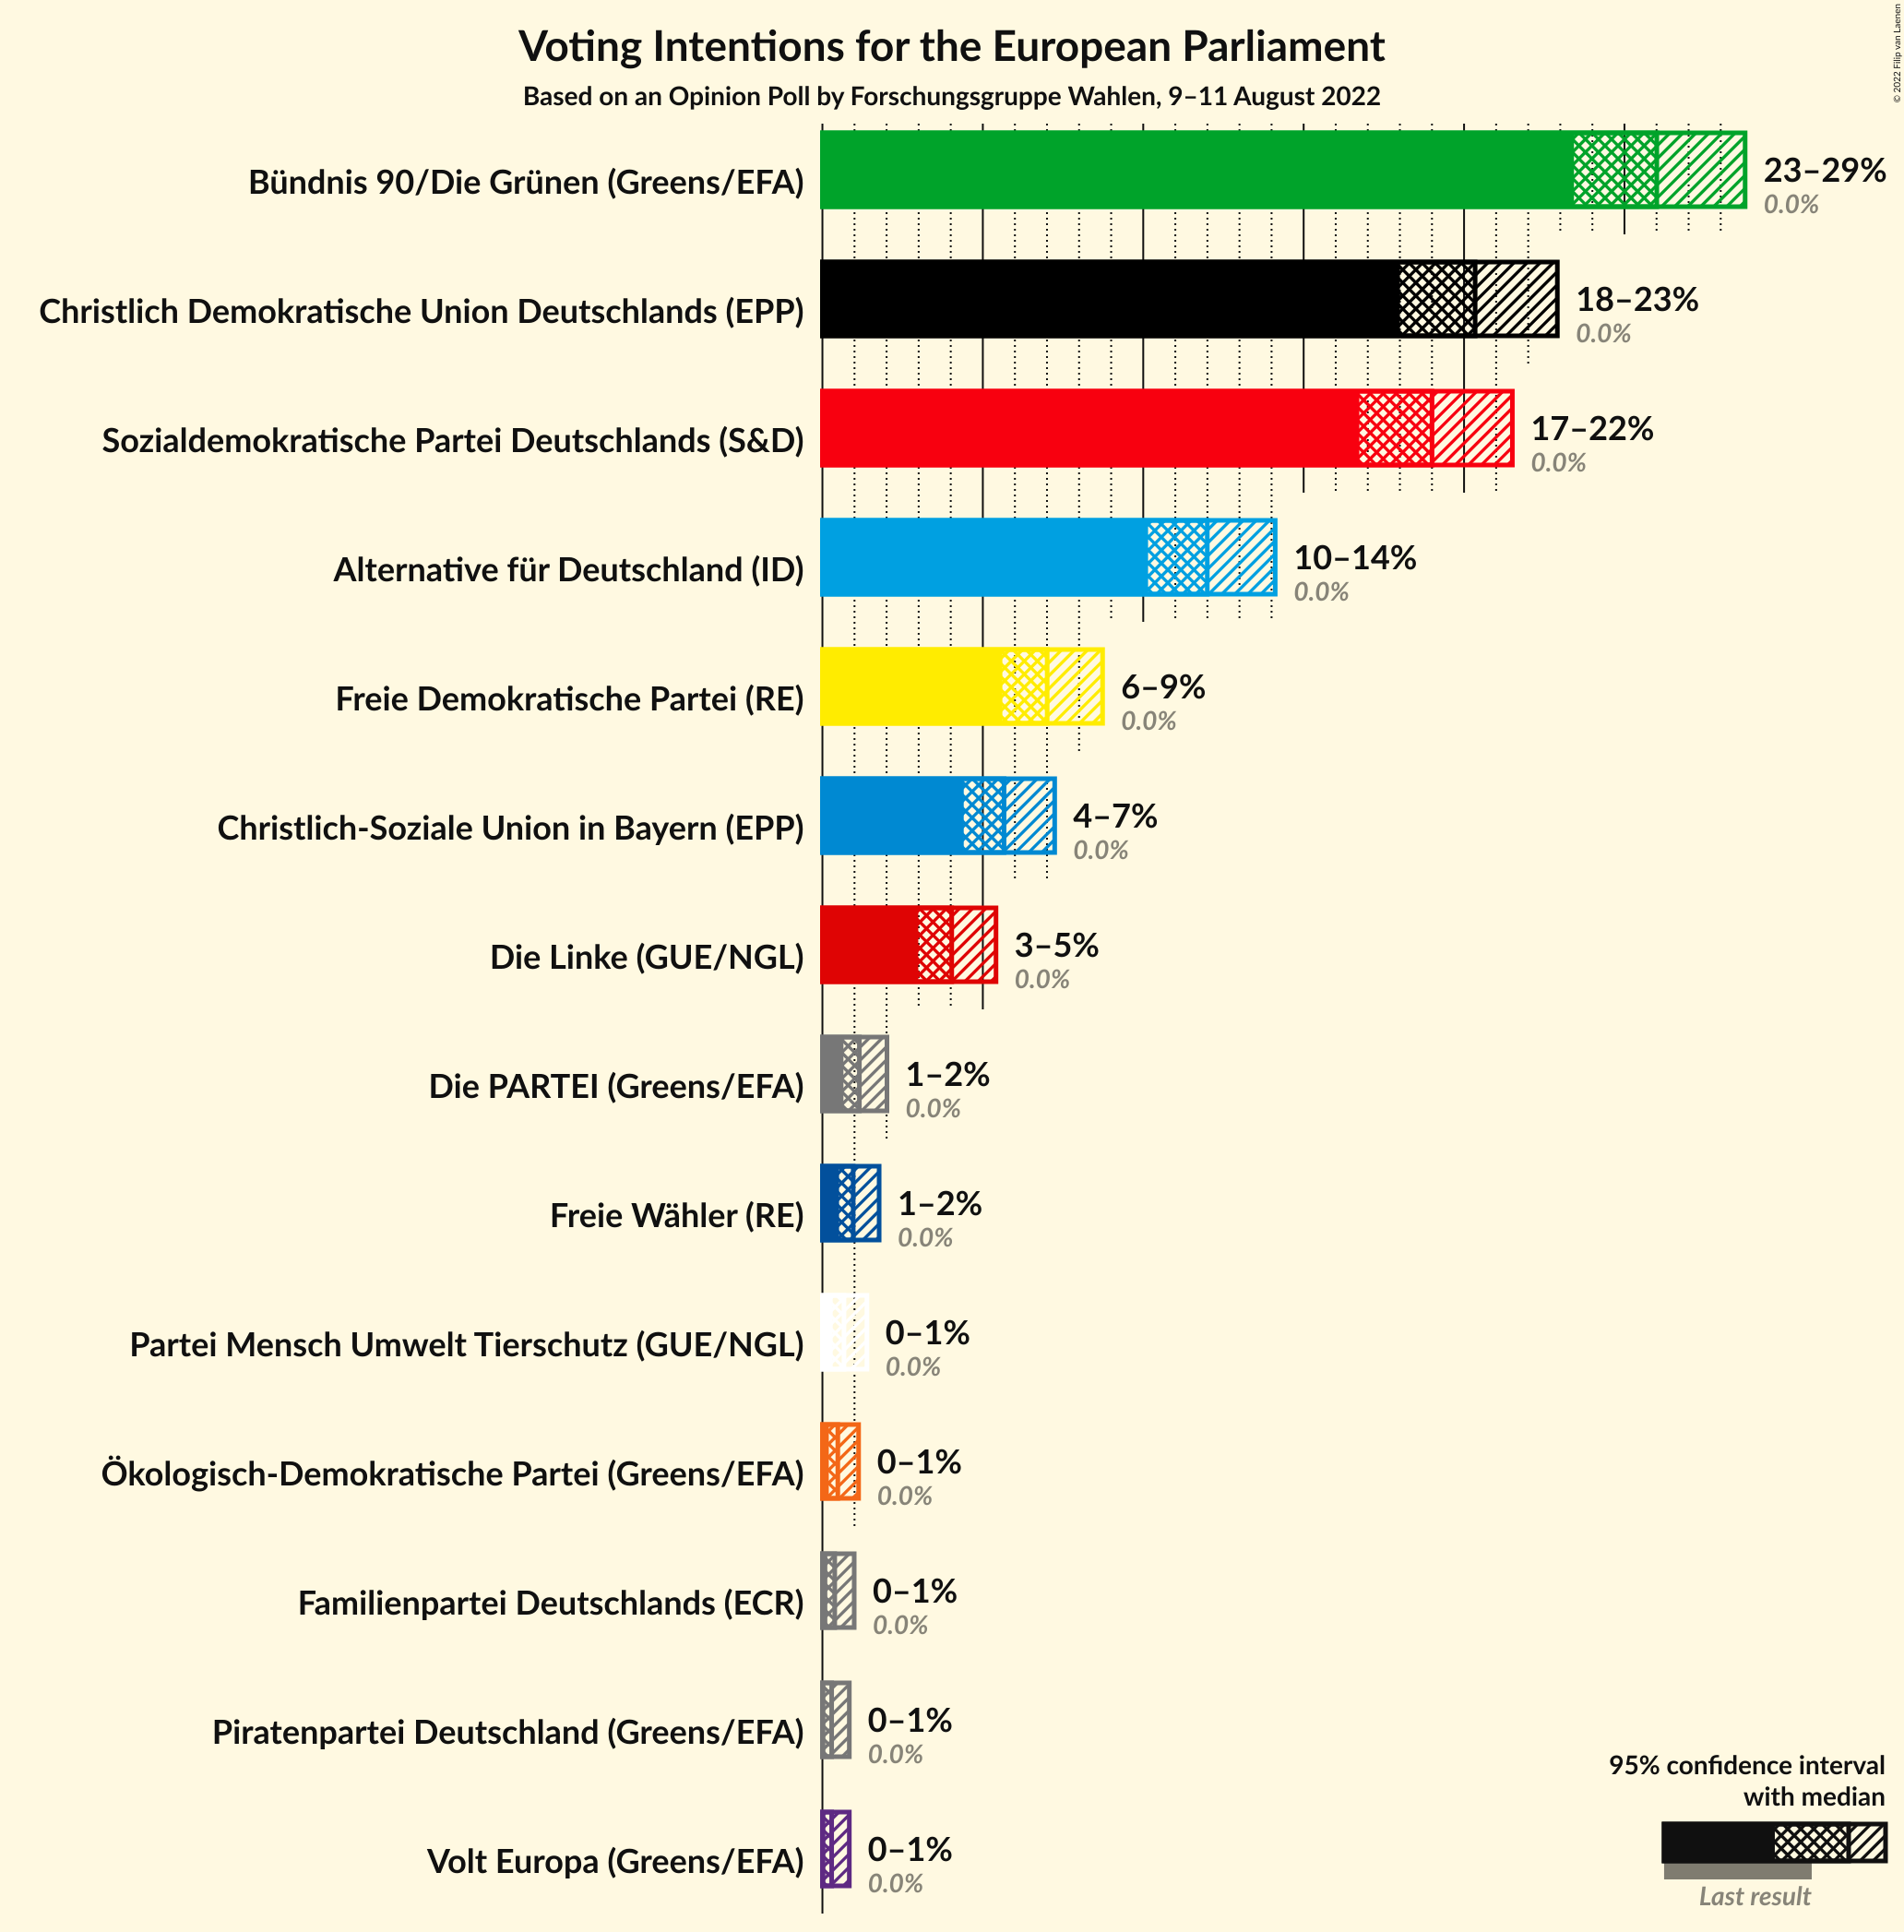 Voting Intentions for the European Parliament
Based on an Opinion Poll by Forschungsgruppe Wahlen, 9–11 August 2022
© 2022 Filip van Laenen
Bündnis 90/Die Grünen (Greens/EFA)
23–29%
0.0%
Christlich Demokratische Union Deutschlands (EPP)
18–23%
0.0%
Sozialdemokratische Partei Deutschlands (S&D)
17–22%
0.0%
Alternative für Deutschland (ID)
10–14%
0.0%
Freie Demokratische Partei (RE)
6–9%
0.0%
Christlich-Soziale Union in Bayern (EPP)
4–7%
0.0%
Die Linke (GUE/NGL)
3–5%
0.0%
Die PARTEI (Greens/EFA)
1–2%
0.0%
Freie Wähler (RE)
1–2%
0.0%
Partei Mensch Umwelt Tierschutz (GUE/NGL)
0–1%
0.0%
Ökologisch-Demokratische Partei (Greens/EFA)
0–1%
0.0%
Familienpartei Deutschlands (ECR)
0–1%
0.0%
Piratenpartei Deutschland (Greens/EFA)
0–1%
0.0%
Volt Europa (Greens/EFA)
0–1%
0.0%
95% confidence interval
with median
Last result